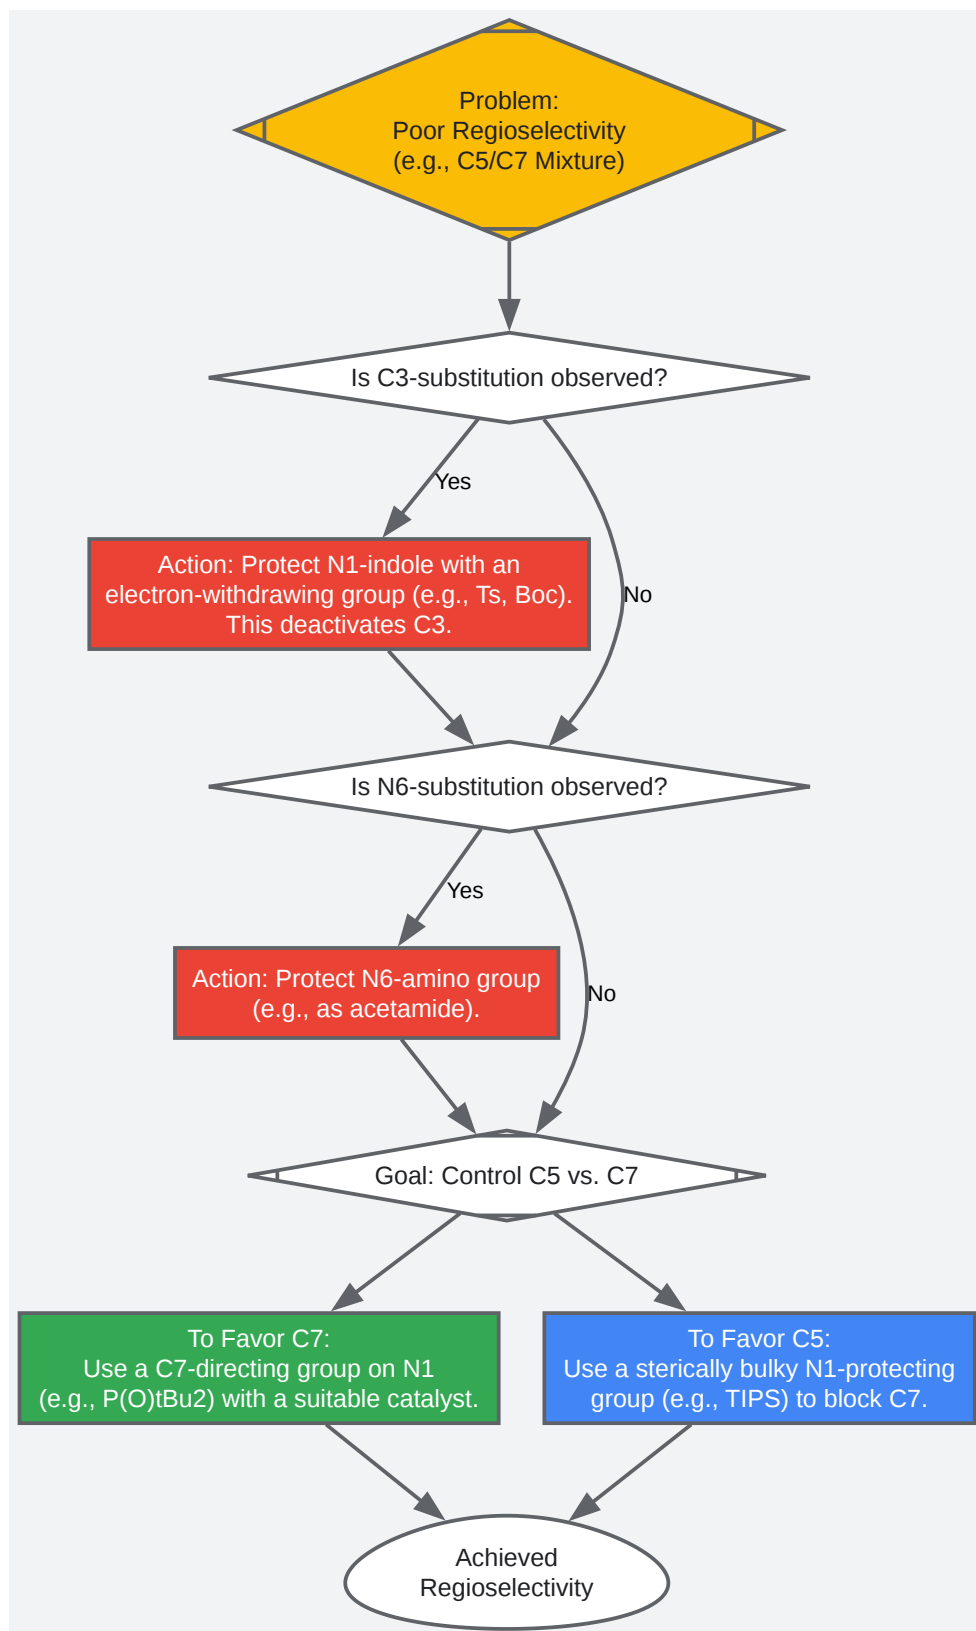 Problem:
Poor Regioselectivity
(e.g., C5/C7 Mixture)
Is C3-substitution observed?
Yes
Action: Protect N1-indole with an
electron-withdrawing group (e.g., Ts, Boc).
This deactivates C3.
No
Is N6-substitution observed?
Yes
Action: Protect N6-amino group
(e.g., as acetamide).
No
Goal: Control C5 vs. C7
To Favor C7:
Use a C7-directing group on N1
(e.g., P(O)tBu2) with a suitable catalyst.
To Favor C5:
Use a sterically bulky N1-protecting
group (e.g., TIPS) to block C7.
Achieved
Regioselectivity